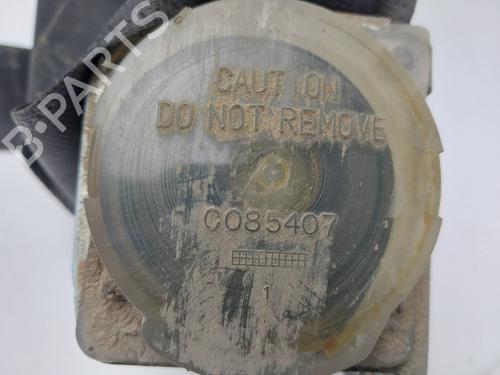 B-PARTS
CAUTION
DO NOT REMOVE
C085407
1